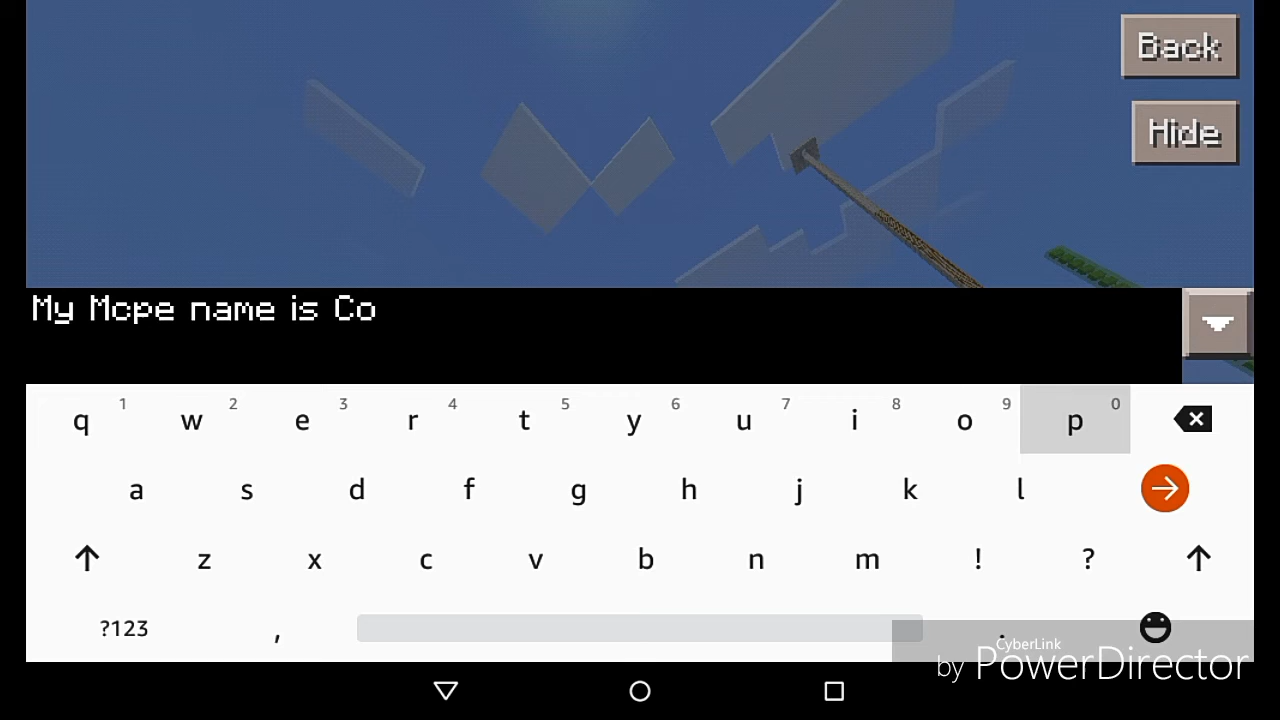 Back
Hide
My Mcpe name is Co
q 1 w 2 e 3 r 4 t 5 y 6 u 7 i 8 o 9 p 0
a s d f g h j k l
z x c v b n m ! ?
?123 , .
CyberLink
by PowerDirector